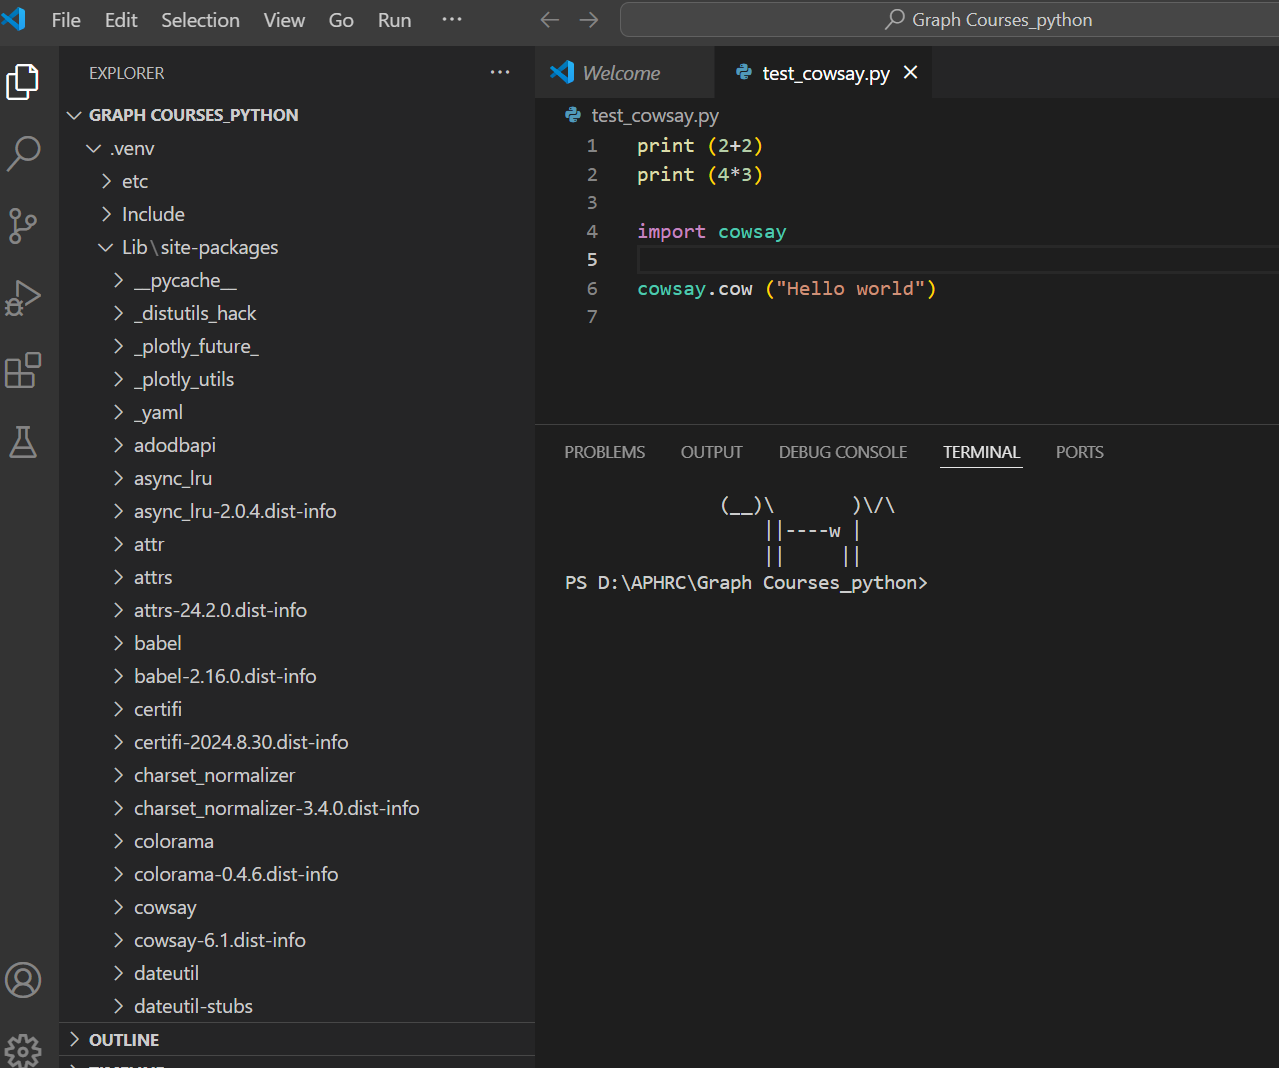 File Edit Selection View Go Run ···
Graph Courses_python
EXPLORER ···
GRAPH COURSES_PYTHON
.venv
etc
Include
Lib\site-packages
__pycache__
_distutils_hack
_plotly_future_
_plotly_utils
_yaml
adodbapi
async_lru
async_lru-2.0.4.dist-info
attr
attrs
attrs-24.2.0.dist-info
babel
babel-2.16.0.dist-info
certifi
certifi-2024.8.30.dist-info
charset_normalizer
charset_normalizer-3.4.0.dist-info
colorama
colorama-0.4.6.dist-info
cowsay
cowsay-6.1.dist-info
dateutil
dateutil-stubs
OUTLINE
Welcome test_cowsay.py
test_cowsay.py
1 print (2+2)
2 print (4*3)
3
4 import cowsay
5
6 cowsay.cow ("Hello world")
7
PROBLEMS OUTPUT DEBUG CONSOLE TERMINAL PORTS
(__)\       )\/\
    ||----w |
    ||     ||
PS D:\APHRC\Graph Courses_python>